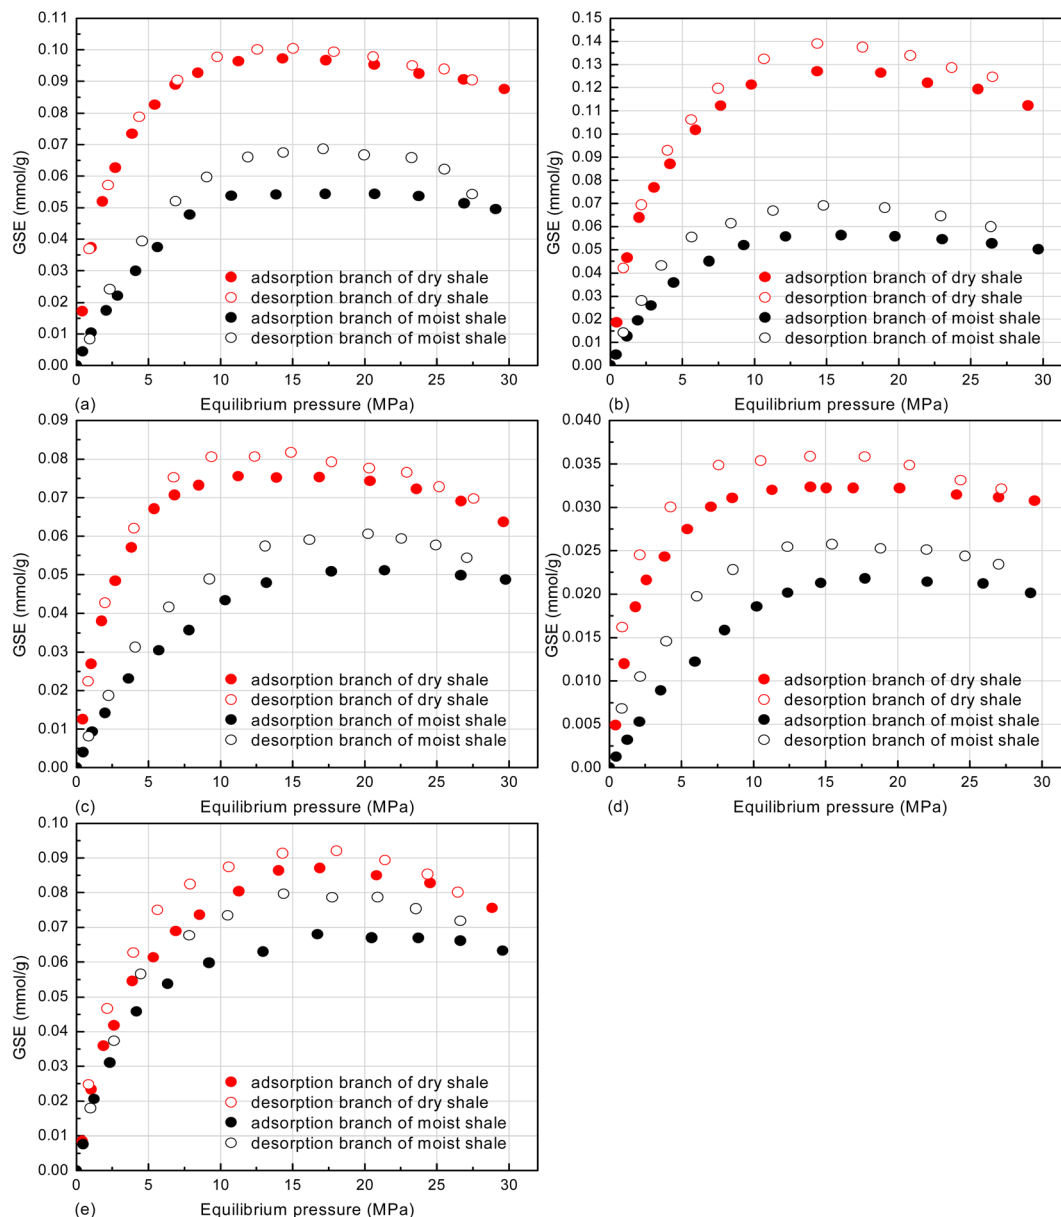 0.11
0.10
0.09
0.08
0.07
0.06
0.05
0.04
0.03
0.02
0.01
0.00
GSE (mmol/g)
adsorption branch of dry shale
desorption branch of dry shale
adsorption branch of moist shale
desorption branch of moist shale
0 5 10 15 20 25 30
(a) Equilibrium pressure (MPa)
0.15
0.14
0.13
0.12
0.11
0.10
0.09
0.08
0.07
0.06
0.05
0.04
0.03
0.02
0.01
0.00
GSE (mmol/g)
adsorption branch of dry shale
desorption branch of dry shale
adsorption branch of moist shale
desorption branch of moist shale
0 5 10 15 20 25 30
(b) Equilibrium pressure (MPa)
0.09
0.08
0.07
0.06
0.05
0.04
0.03
0.02
0.01
0.00
GSE (mmol/g)
adsorption branch of dry shale
desorption branch of dry shale
adsorption branch of moist shale
desorption branch of moist shale
0 5 10 15 20 25 30
(c) Equilibrium pressure (MPa)
0.040
0.035
0.030
0.025
0.020
0.015
0.010
0.005
0.000
GSE (mmol/g)
adsorption branch of dry shale
desorption branch of dry shale
adsorption branch of moist shale
desorption branch of moist shale
0 5 10 15 20 25 30
(d) Equilibrium pressure (MPa)
0.10
0.09
0.08
0.07
0.06
0.05
0.04
0.03
0.02
0.01
0.00
GSE (mmol/g)
adsorption branch of dry shale
desorption branch of dry shale
adsorption branch of moist shale
desorption branch of moist shale
0 5 10 15 20 25 30
(e) Equilibrium pressure (MPa)